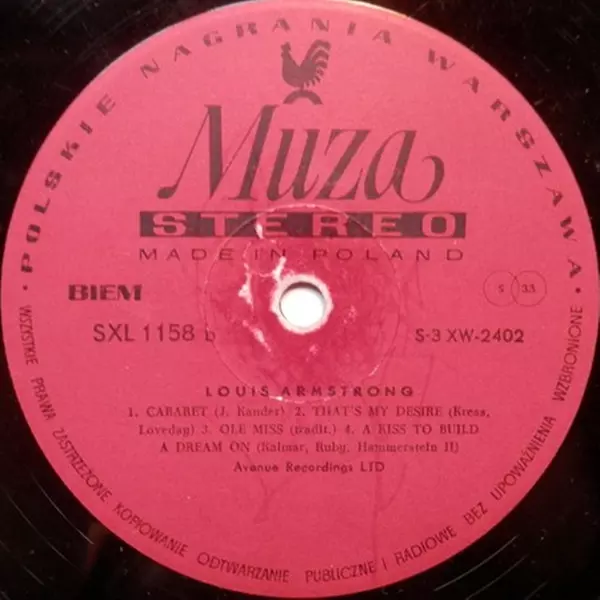 · POLSKIE NAGRANIA WARSZAWA ·
Muza
STEREO
MADE IN POLAND
BIEM
S 33
SXL 1158 b
S-3 XW-2402
LOUIS ARMSTRONG
1. CABARET (J. Kander) 2. THAT'S MY DESIRE (Kress,
Loveday) 3. OLE MISS (tradit.) 4. A KISS TO BUILD
A DREAM ON (Kalmar, Ruby, Hammerstein II)
Avenue Recordings LTD
WSZYSTKIE PRAWA ZASTRZEŻONE KOPIOWANIE ODTWARZANIE PUBLICZNE I RADIOWE BEZ UPOWAŻNIENIA WZBRONIONE